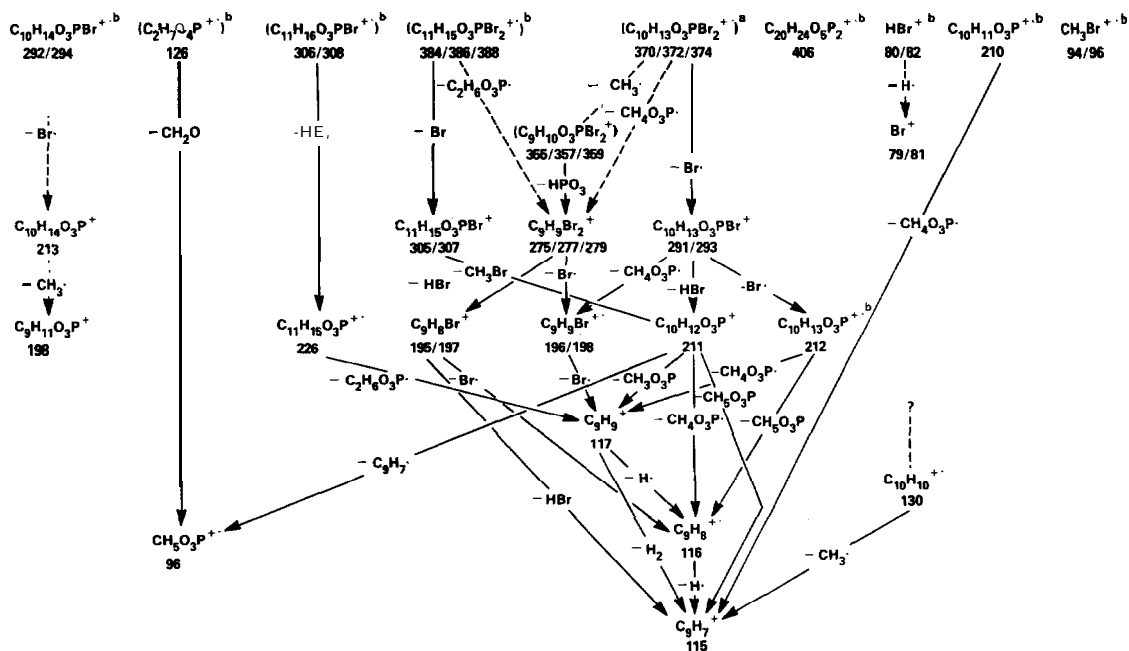 C₁₀H₁₄O₃PBr⁺·ᵇ (C₂H₇O₄P⁺·)ᵇ (C₁₁H₁₆O₃PBr⁺·)ᵇ (C₁₁H₁₅O₃PBr₂⁺·)ᵇ (C₁₀H₁₃O₃PBr₂⁺·)ᵃ C₂₀H₂₄O₅P₂⁺·ᵇ HBr⁺·ᵇ C₁₀H₁₁O₃P⁺·ᵇ CH₃Br⁺·ᵇ
292/294 126 306/308 384/386/388 370/372/374 406 80/82 210 94/96
−C₂H₆O₃P· − CH₃· −H·
− CH₄O₃P·
−Br· −CH₂O − Br (C₉H₁₀O₃PBr₂⁺) Br⁺
355/357/359 79/81
−Br·
−HPO₃
C₁₀H₁₄O₃P⁺ C₁₁H₁₅O₃PBr⁺ C₉H₉Br₂⁺ C₁₀H₁₃O₃PBr⁺ −CH₄O₃P·
213 305/307 275/277/279 291/293
− CH₃· − HBr −CH₃Br −Br· −CH₄O₃P· −HBr -Br·
C₉H₁₁O₃P⁺ C₁₁H₁₅O₃P⁺· C₉H₈Br⁺ C₉H₉Br⁺· C₁₀H₁₂O₃P⁺ C₁₀H₁₃O₃P⁺·ᵇ
198 226 195/197 196/198 211 212
−C₂H₆O₃P· −Br· −Br· −CH₃O₃P −CH₄O₃P·
−CH₅O₃P
C₉H₉⁺ −CH₄O₃P· −CH₅O₃P ?
117
− C₉H₇· − H· C₁₀H₁₀⁺·
130
−HBr
CH₅O₃P⁺· C₉H₈⁺·
96 − H₂ 116 − CH₃·
−H·
C₉H₇⁺
115